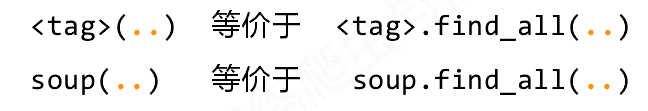 <tag>(..) 等价于 <tag>.find_all(..)
soup(..) 等价于 soup.find_all(..)